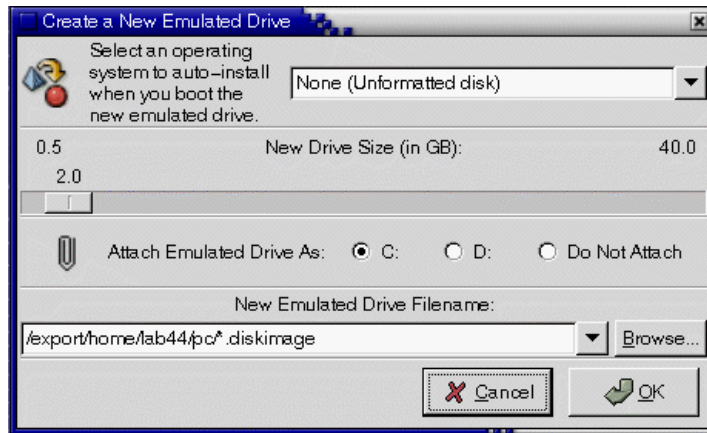 Create a New Emulated Drive
Select an operating
system to auto-install
when you boot the
new emulated drive.
None (Unformatted disk)
0.5 New Drive Size (in GB): 40.0
2.0
Attach Emulated Drive As: C: D: Do Not Attach
New Emulated Drive Filename:
/export/home/lab44/pc/*.diskimage Browse...
Cancel OK